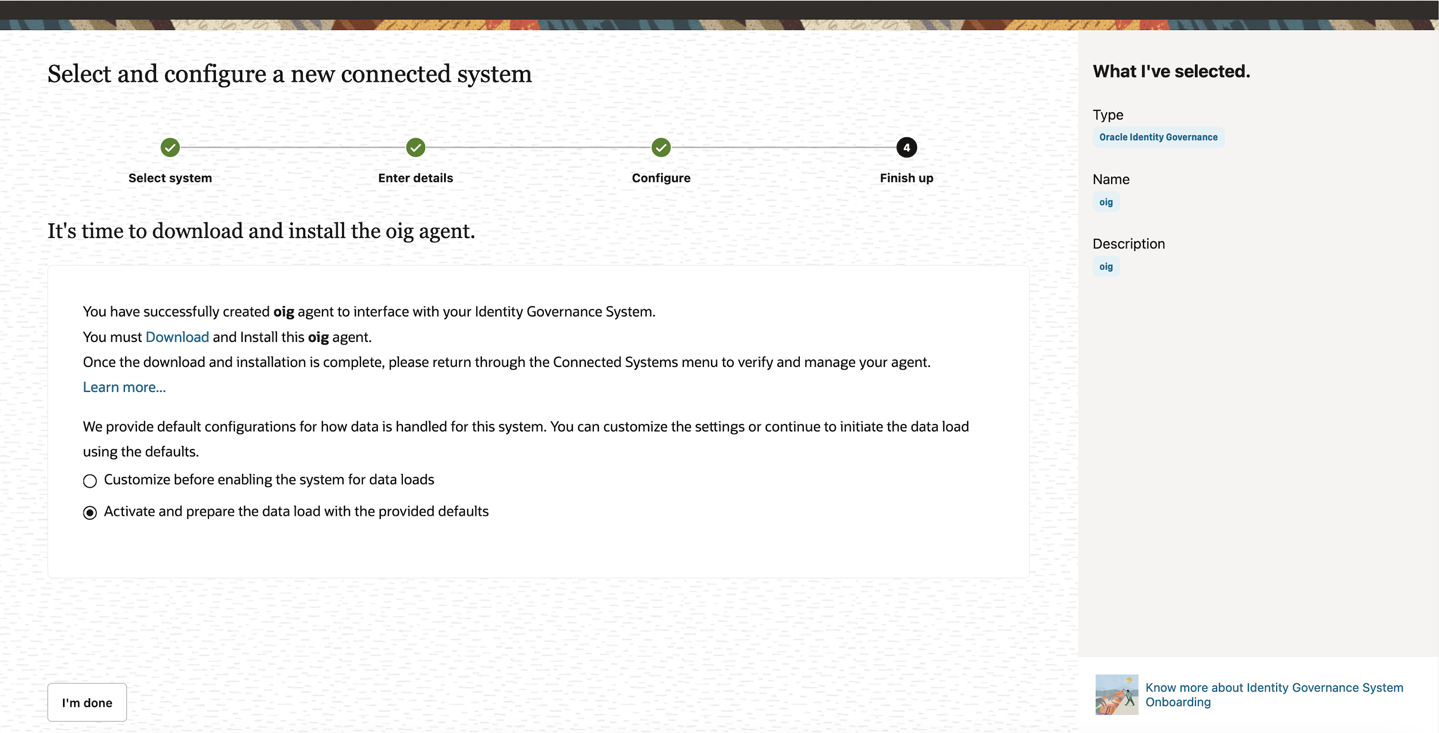 Select and configure a new connected system
4
Select system
Enter details
Configure
Finish up
It's time to download and install the oig agent.
You have successfully created oig agent to interface with your Identity Governance System.
You must Download and Install this oig agent.
Once the download and installation is complete, please return through the Connected Systems menu to verify and manage your agent.
Learn more...
We provide default configurations for how data is handled for this system. You can customize the settings or continue to initiate the data load
using the defaults.
Customize before enabling the system for data loads
Activate and prepare the data load with the provided defaults
I'm done
What I've selected.
Type
Oracle Identity Governance
Name
oig
Description
oig
Know more about Identity Governance System
Onboarding